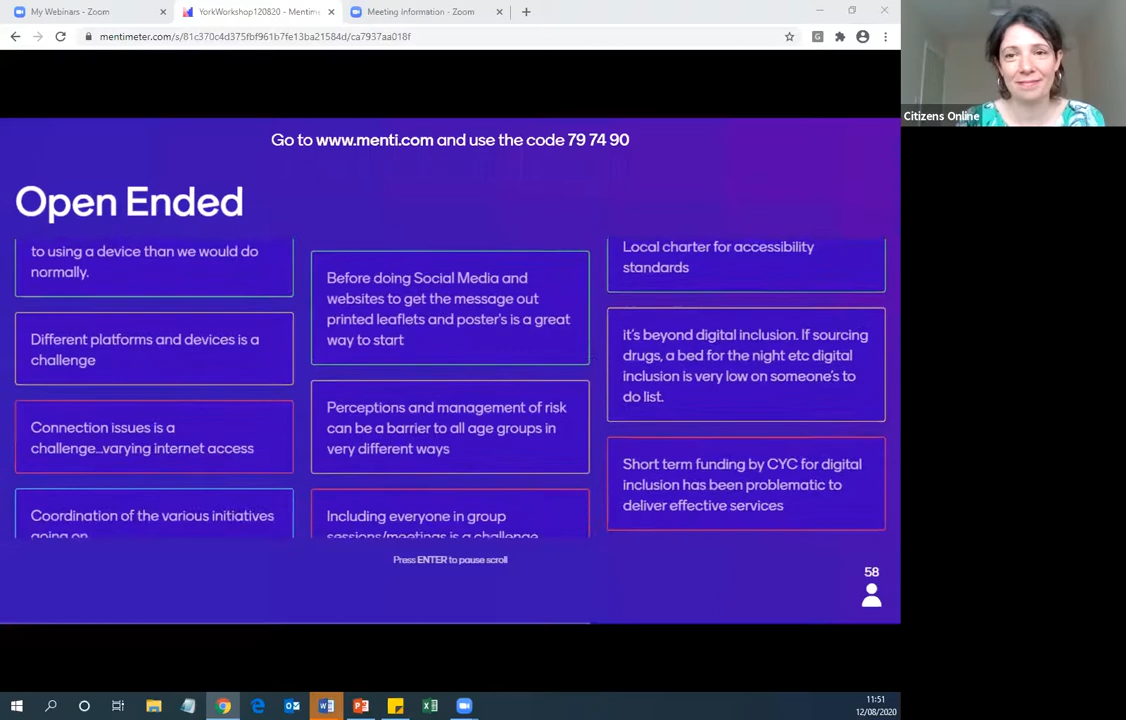 My Webinars - Zoom
YorkWorkshop120820 - Mentime
Meeting Information - Zoom
mentimeter.com/s/81c370c4d375fbf961b7fe13ba21584d/ca7937aa018f
Citizens Online
Go to www.menti.com and use the code 79 74 90
Open Ended
to using a device than we would do
normally.
Different platforms and devices is a
challenge
Connection issues is a
challenge...varying internet access
Coordination of the various initiatives
going on
Before doing Social Media and
websites to get the message out
printed leaflets and poster's is a great
way to start
Perceptions and management of risk
can be a barrier to all age groups in
very different ways
Including everyone in group
sessions/meetings is a challenge
Local charter for accessibility
standards
it's beyond digital inclusion. If sourcing
drugs, a bed for the night etc digital
inclusion is very low on someone's to
do list.
Short term funding by CYC for digital
inclusion has been problematic to
deliver effective services
Press ENTER to pause scroll
58
11:51
12/08/2020